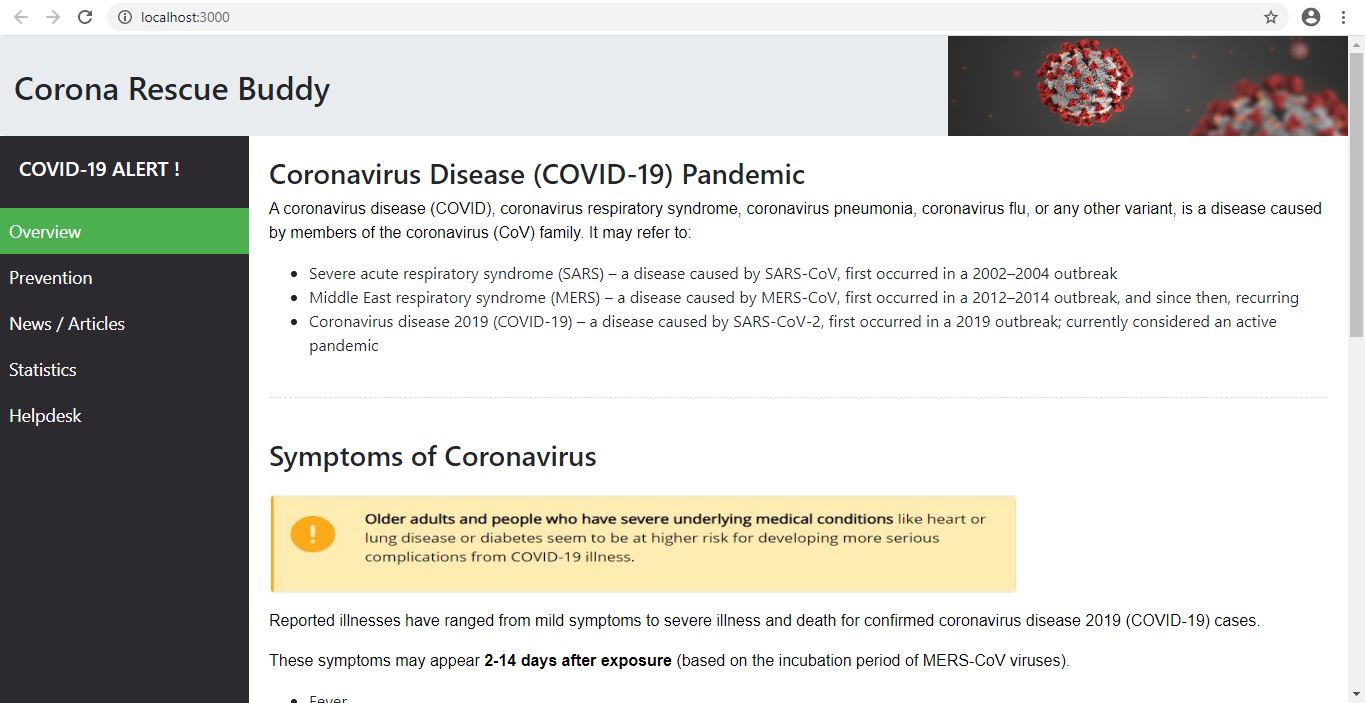 localhost:3000
Corona Rescue Buddy
COVID-19 ALERT !
Overview
Prevention
News / Articles
Statistics
Helpdesk
Coronavirus Disease (COVID-19) Pandemic
A coronavirus disease (COVID), coronavirus respiratory syndrome, coronavirus pneumonia, coronavirus flu, or any other variant, is a disease caused
by members of the coronavirus (CoV) family. It may refer to:
• Severe acute respiratory syndrome (SARS) – a disease caused by SARS-CoV, first occurred in a 2002–2004 outbreak
• Middle East respiratory syndrome (MERS) – a disease caused by MERS-CoV, first occurred in a 2012–2014 outbreak, and since then, recurring
• Coronavirus disease 2019 (COVID-19) – a disease caused by SARS-CoV-2, first occurred in a 2019 outbreak; currently considered an active
pandemic
Symptoms of Coronavirus
Older adults and people who have severe underlying medical conditions like heart or
lung disease or diabetes seem to be at higher risk for developing more serious
complications from COVID-19 illness.
Reported illnesses have ranged from mild symptoms to severe illness and death for confirmed coronavirus disease 2019 (COVID-19) cases.
These symptoms may appear 2-14 days after exposure (based on the incubation period of MERS-CoV viruses).
• Fever